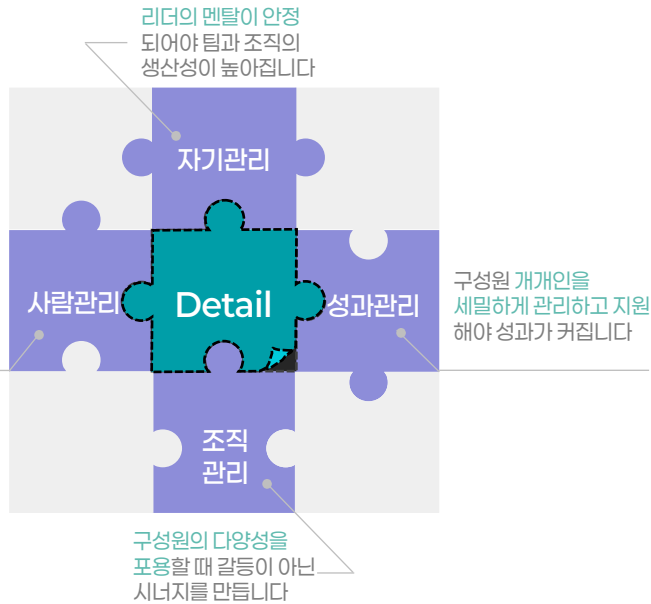 리더의 멘탈이 안정
되어야 팀과 조직의
생산성이 높아집니다
자기관리
사람관리
Detail
성과관리
구성원 개개인을
세밀하게 관리하고 지원
해야 성과가 커집니다
조직
관리
구성원의 다양성을
포용할 때 갈등이 아닌
시너지를 만듭니다